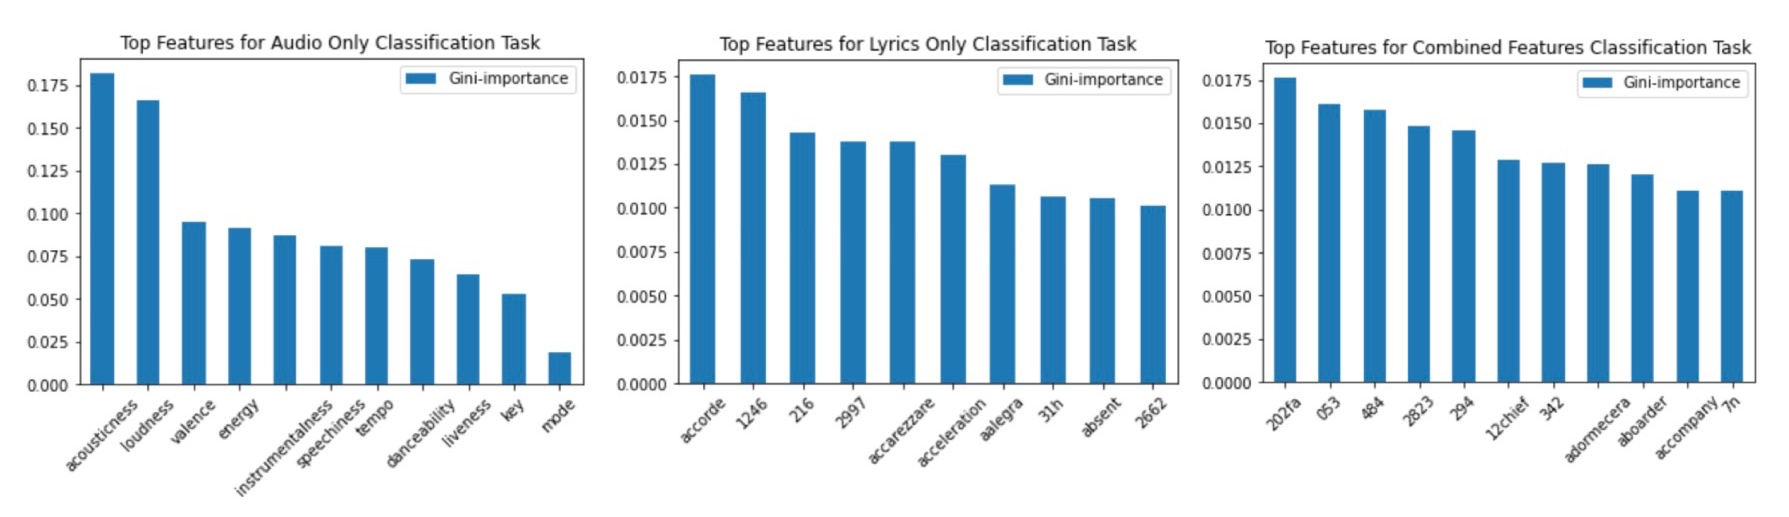 Top Features for Audio Only Classification Task
Gini-importance
0.175
0.150
0.125
0.100
0.075
0.050
0.025
0.000
acousticness
loudness
valence
energy
instrumentalness
speechiness
tempo
danceability
liveness
key
mode
Top Features for Lyrics Only Classification Task
Gini-importance
0.0175
0.0150
0.0125
0.0100
0.0075
0.0050
0.0025
0.0000
accorde
1246
216
2997
accarezzare
acceleration
aalegra
31h
absent
2662
Top Features for Combined Features Classification Task
Gini-importance
0.0175
0.0150
0.0125
0.0100
0.0075
0.0050
0.0025
0.0000
202fa
053
484
2823
294
12chief
342
adormecera
aboarder
accompany
7n